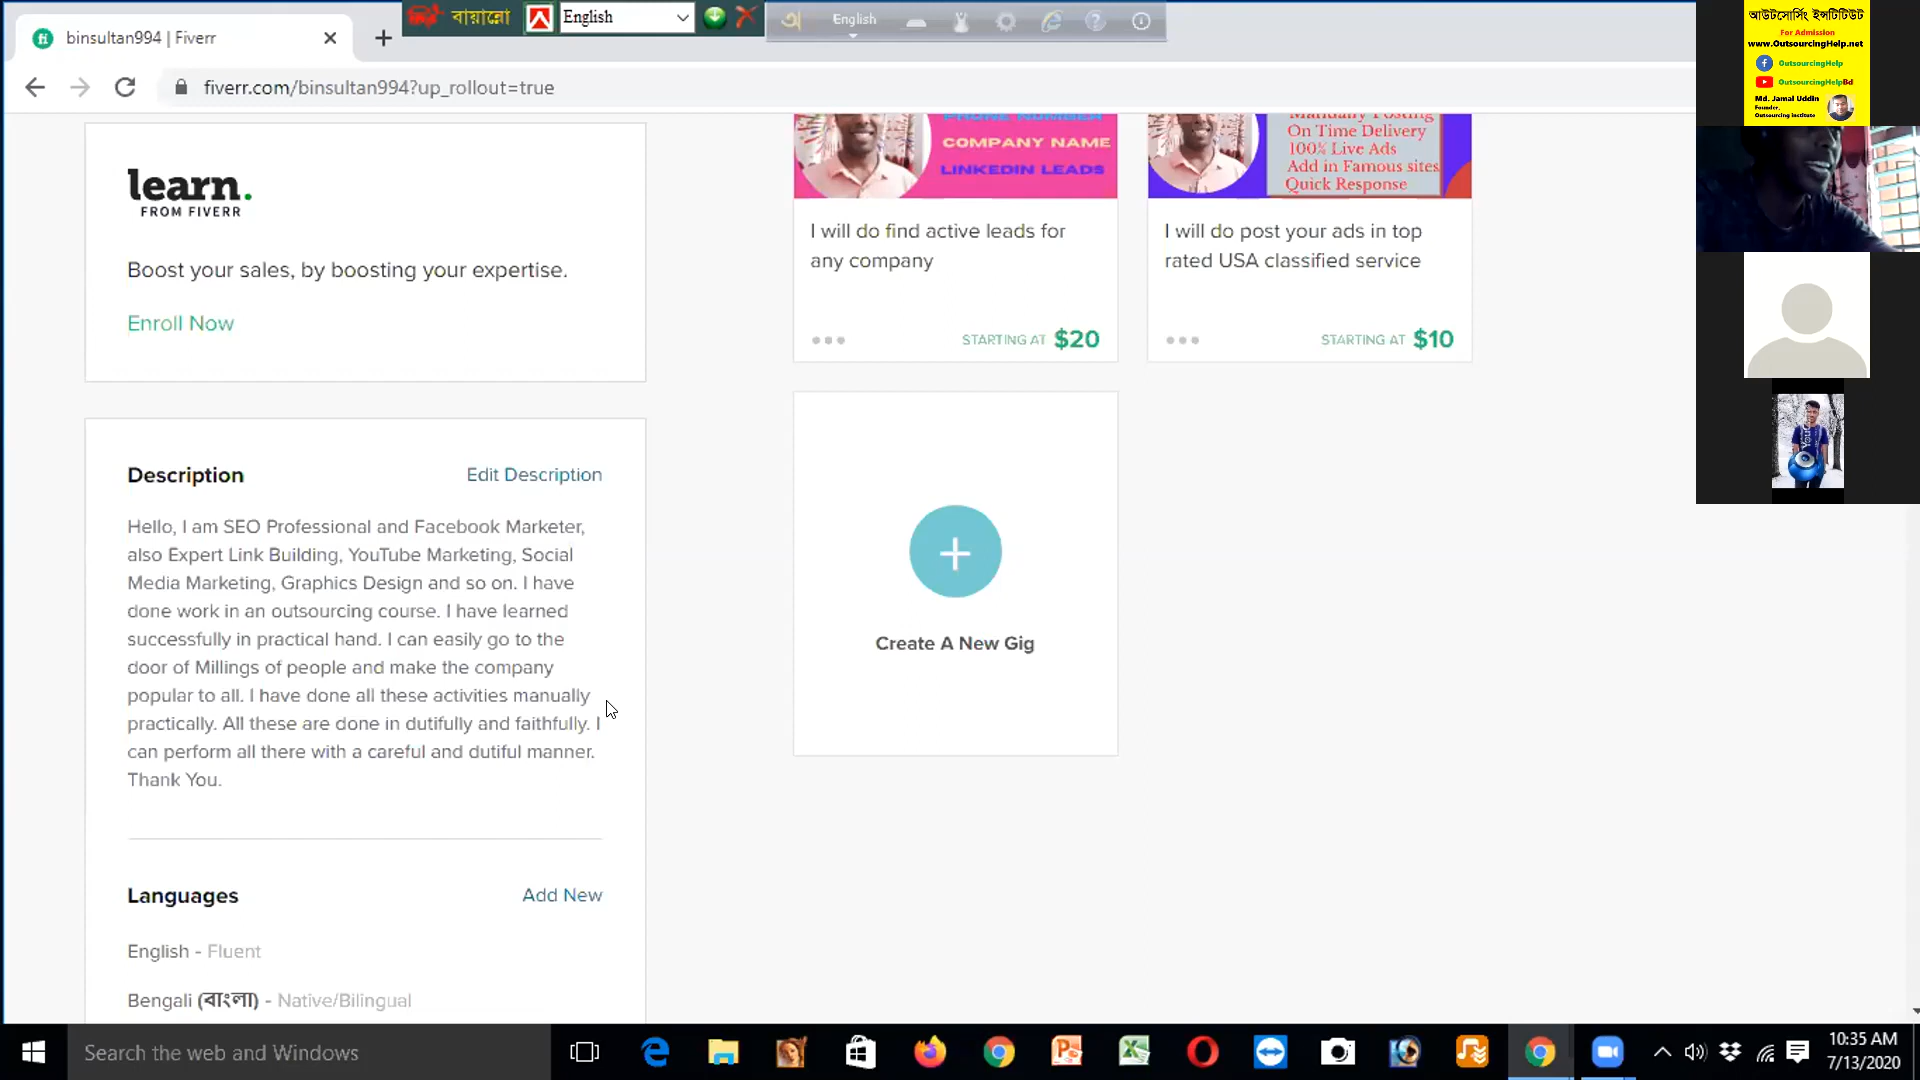 binsultan994 | Fiverr
বায়ান্নো
English
অ
English
fiverr.com/binsultan994?up_rollout=true
আউটসোর্সিং ইন্সটিটিউট
For Admission
www.OutsourcingHelp.net
OutsourcingHelp
OutsourcingHelpBd
Md. Jamal Uddin
Founder,
Outsourcing Institute
learn.
FROM FIVERR
Boost your sales, by boosting your expertise.
Enroll Now
PHONE NUMBER
COMPANY NAME
LINKEDIN LEADS
I will do find active leads for
any company
STARTING AT $20
Manually Posting
On Time Delivery
100% Live Ads
Add in Famous sites
Quick Response
I will do post your ads in top
rated USA classified service
STARTING AT $10
Description
Edit Description
Hello, I am SEO Professional and Facebook Marketer,
also Expert Link Building, YouTube Marketing, Social
Media Marketing, Graphics Design and so on. I have
done work in an outsourcing course. I have learned
successfully in practical hand. I can easily go to the
door of Millings of people and make the company
popular to all. I have done all these activities manually
practically. All these are done in dutifully and faithfully. I
can perform all there with a careful and dutiful manner.
Thank You.
Create A New Gig
Languages
Add New
English - Fluent
Bengali (বাংলা) - Native/Bilingual
Search the web and Windows
10:35 AM
7/13/2020